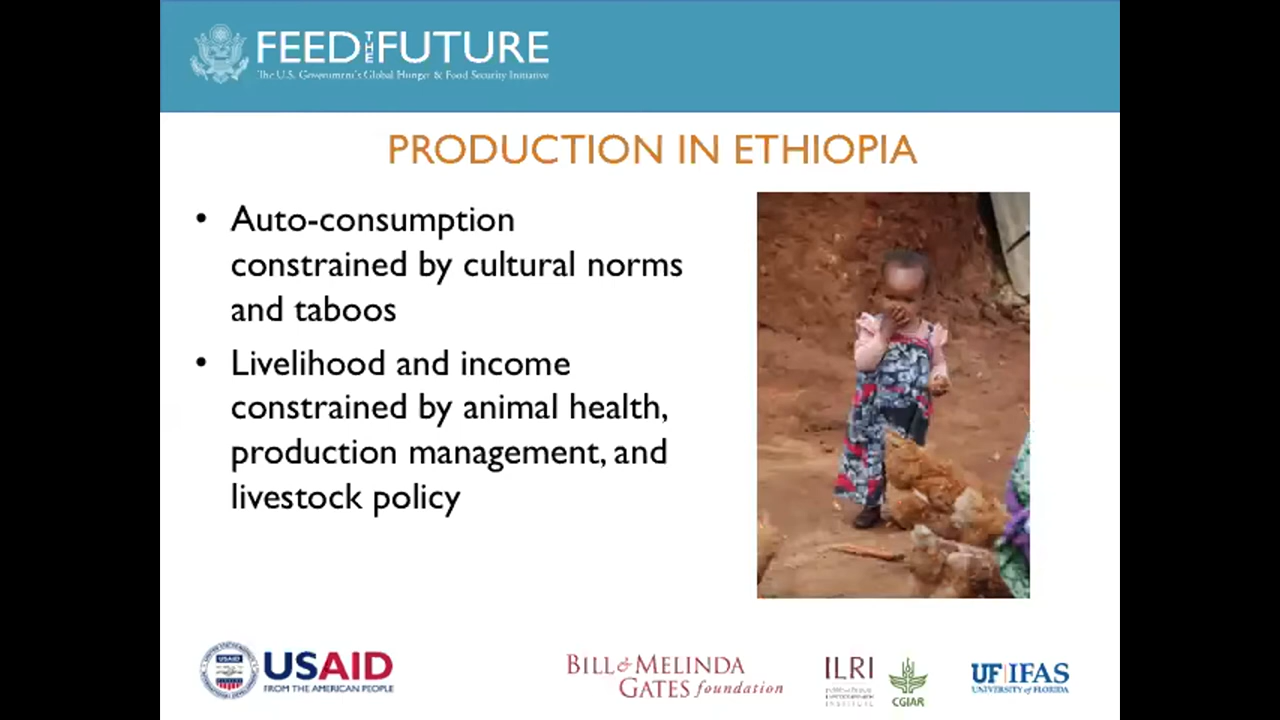 FEED THE FUTURE
The U.S. Government's Global Hunger & Food Security Initiative
PRODUCTION IN ETHIOPIA
• Auto-consumption
constrained by cultural norms
and taboos
• Livelihood and income
constrained by animal health,
production management, and
livestock policy
USAID
USAID
FROM THE AMERICAN PEOPLE
BILL & MELINDA
GATES foundation
ILRI
INSTITUTE
CGIAR
UF|IFAS
UNIVERSITY of FLORIDA